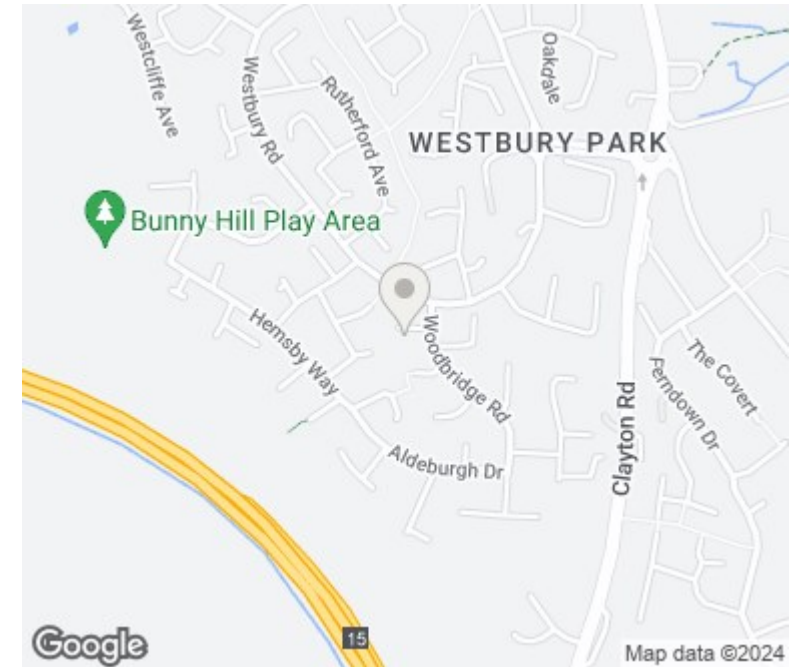 Westcliffe Ave
Westbury Rd
Rutherford Ave
Oakdale
WESTBURY PARK
Bunny Hill Play Area
Hemsby Way
Woodbridge Rd
The Covert
Ferndown Dr
Clayton Rd
Aldeburgh Dr
15
Google
Map data ©2024